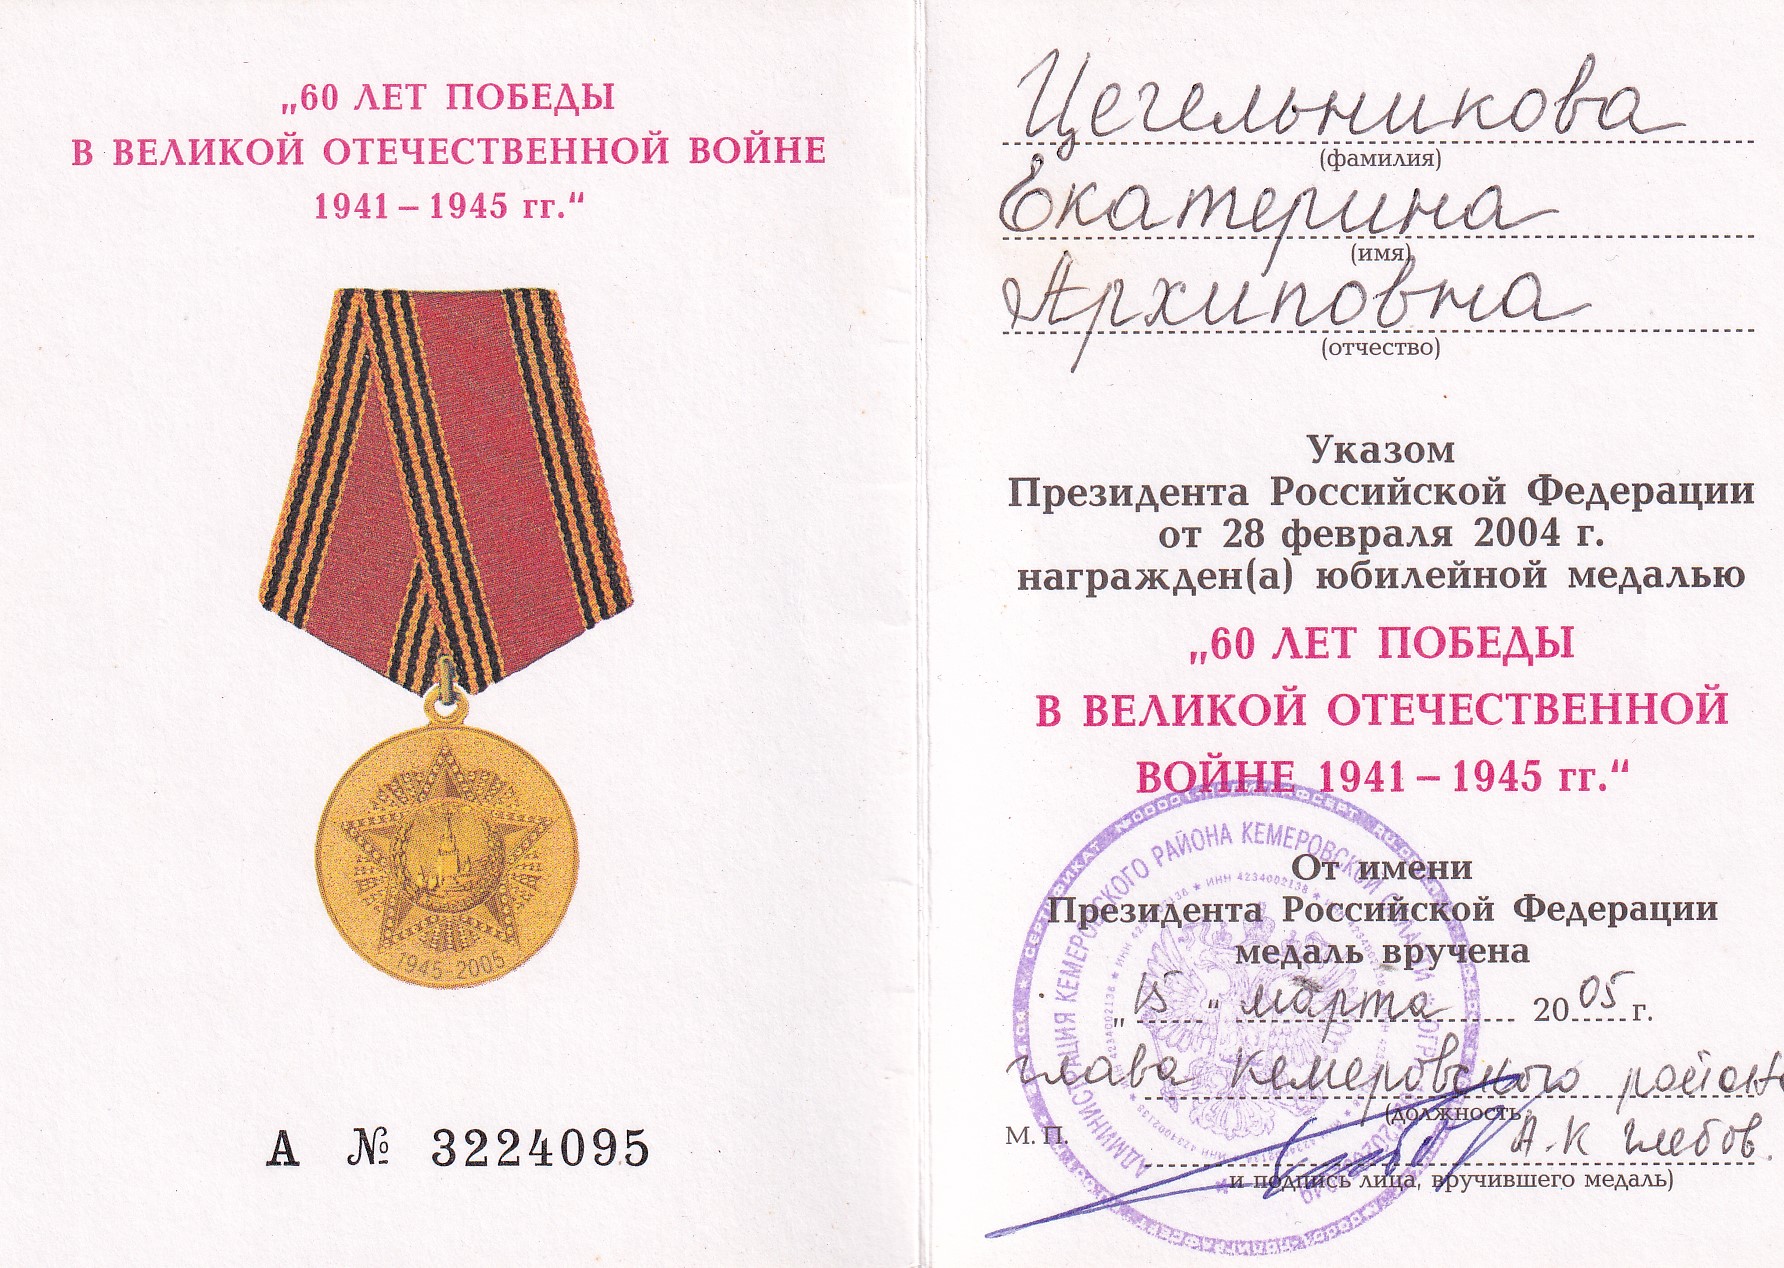 „60 ЛЕТ ПОБЕДЫ
В ВЕЛИКОЙ ОТЕЧЕСТВЕННОЙ ВОЙНЕ
1941 – 1945 гг.“
1945-2005
А № 3224095
Цегельникова
(фамилия)
Екатерина
(имя)
Архиповна
(отчество)
Указом
Президента Российской Федерации
от 28 февраля 2004 г.
награжден(а) юбилейной медалью
„60 ЛЕТ ПОБЕДЫ
В ВЕЛИКОЙ ОТЕЧЕСТВЕННОЙ
ВОЙНЕ 1941 – 1945 гг.“
От имени
Президента Российской Федерации
медаль вручена
„15“ марта 2005 г.
глава Кемеровского района
(должность
М. П.
А.К Глебов.
и подпись лица, вручившего медаль)
АДМИНИСТРАЦИЯ КЕМЕРОВСКОГО РАЙОНА КЕМЕРОВСКОЙ ОБЛАСТИ
ИНН 4234002138